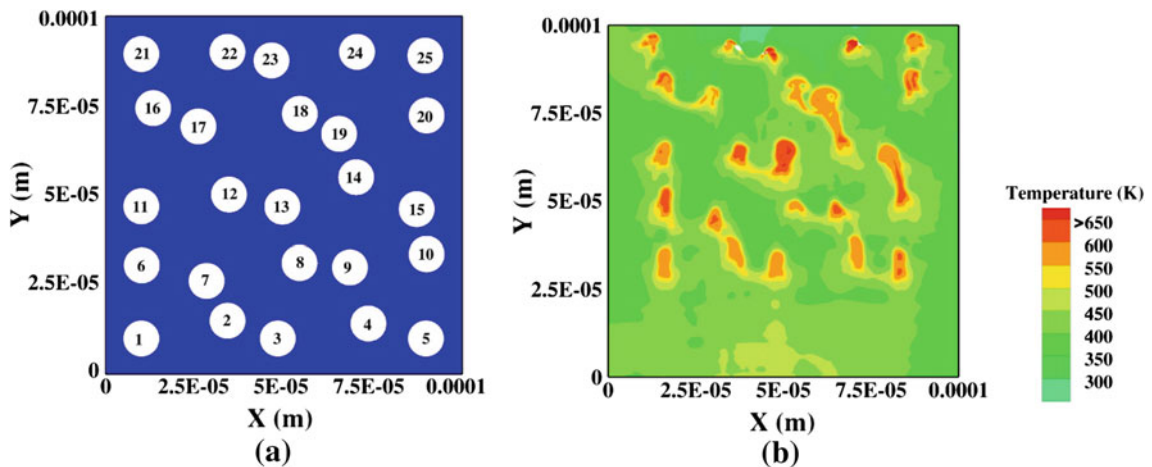 0.0001
7.5E-05
5E-05
2.5E-05
0
Y (m)
21 22 23 24 25
16 17 18 19 20
11 12 13 14 15
6 7 8 9 10
1 2 3 4 5
0 2.5E-05 5E-05 7.5E-05 0.0001
X (m)
(a)
0.0001
7.5E-05
5E-05
2.5E-05
0
Y (m)
0 2.5E-05 5E-05 7.5E-05 0.0001
X (m)
(b)
Temperature (K)
>650
600
550
500
450
400
350
300